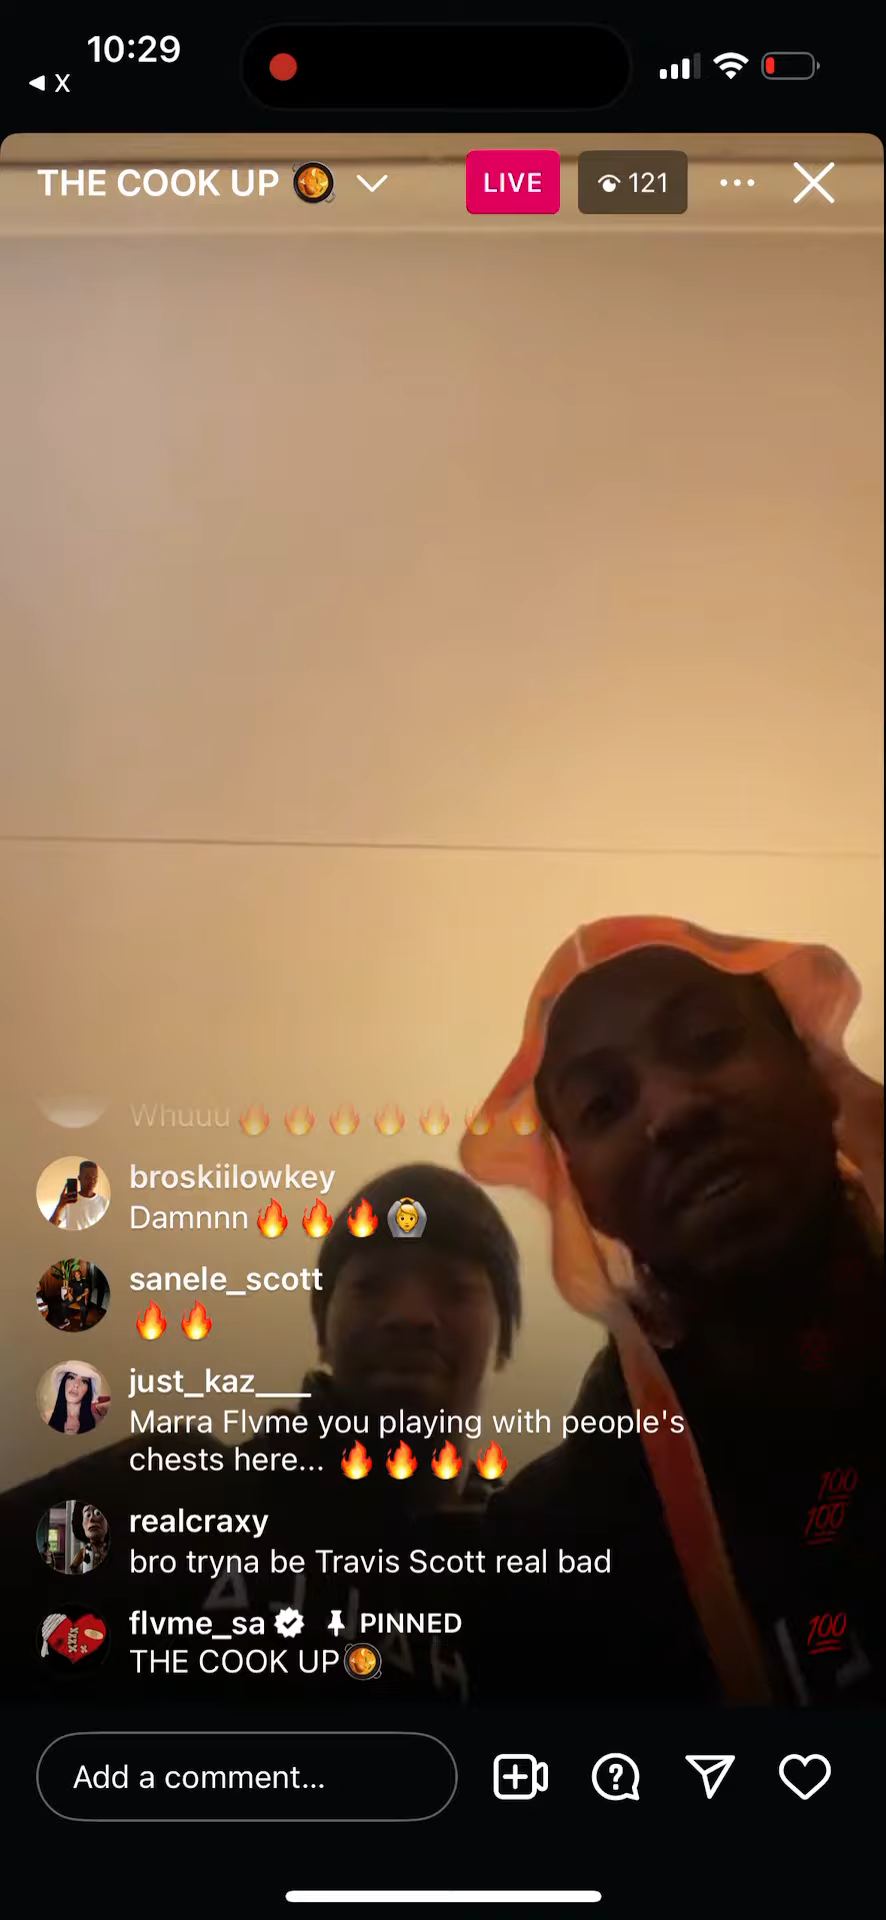 10:29
◀ X
THE COOK UP 🥘
LIVE
121
Whuuu 🔥🔥🔥🔥🔥🔥🔥
broskiilowkey
Damnnn 🔥🔥🔥🙆
sanele_scott
🔥🔥
just_kaz____
Marra Flvme you playing with people's
chests here... 🔥🔥🔥🔥
realcraxy
bro tryna be Travis Scott real bad
flvme_sa PINNED
THE COOK UP🥘
💯
💯
💯
Add a comment...